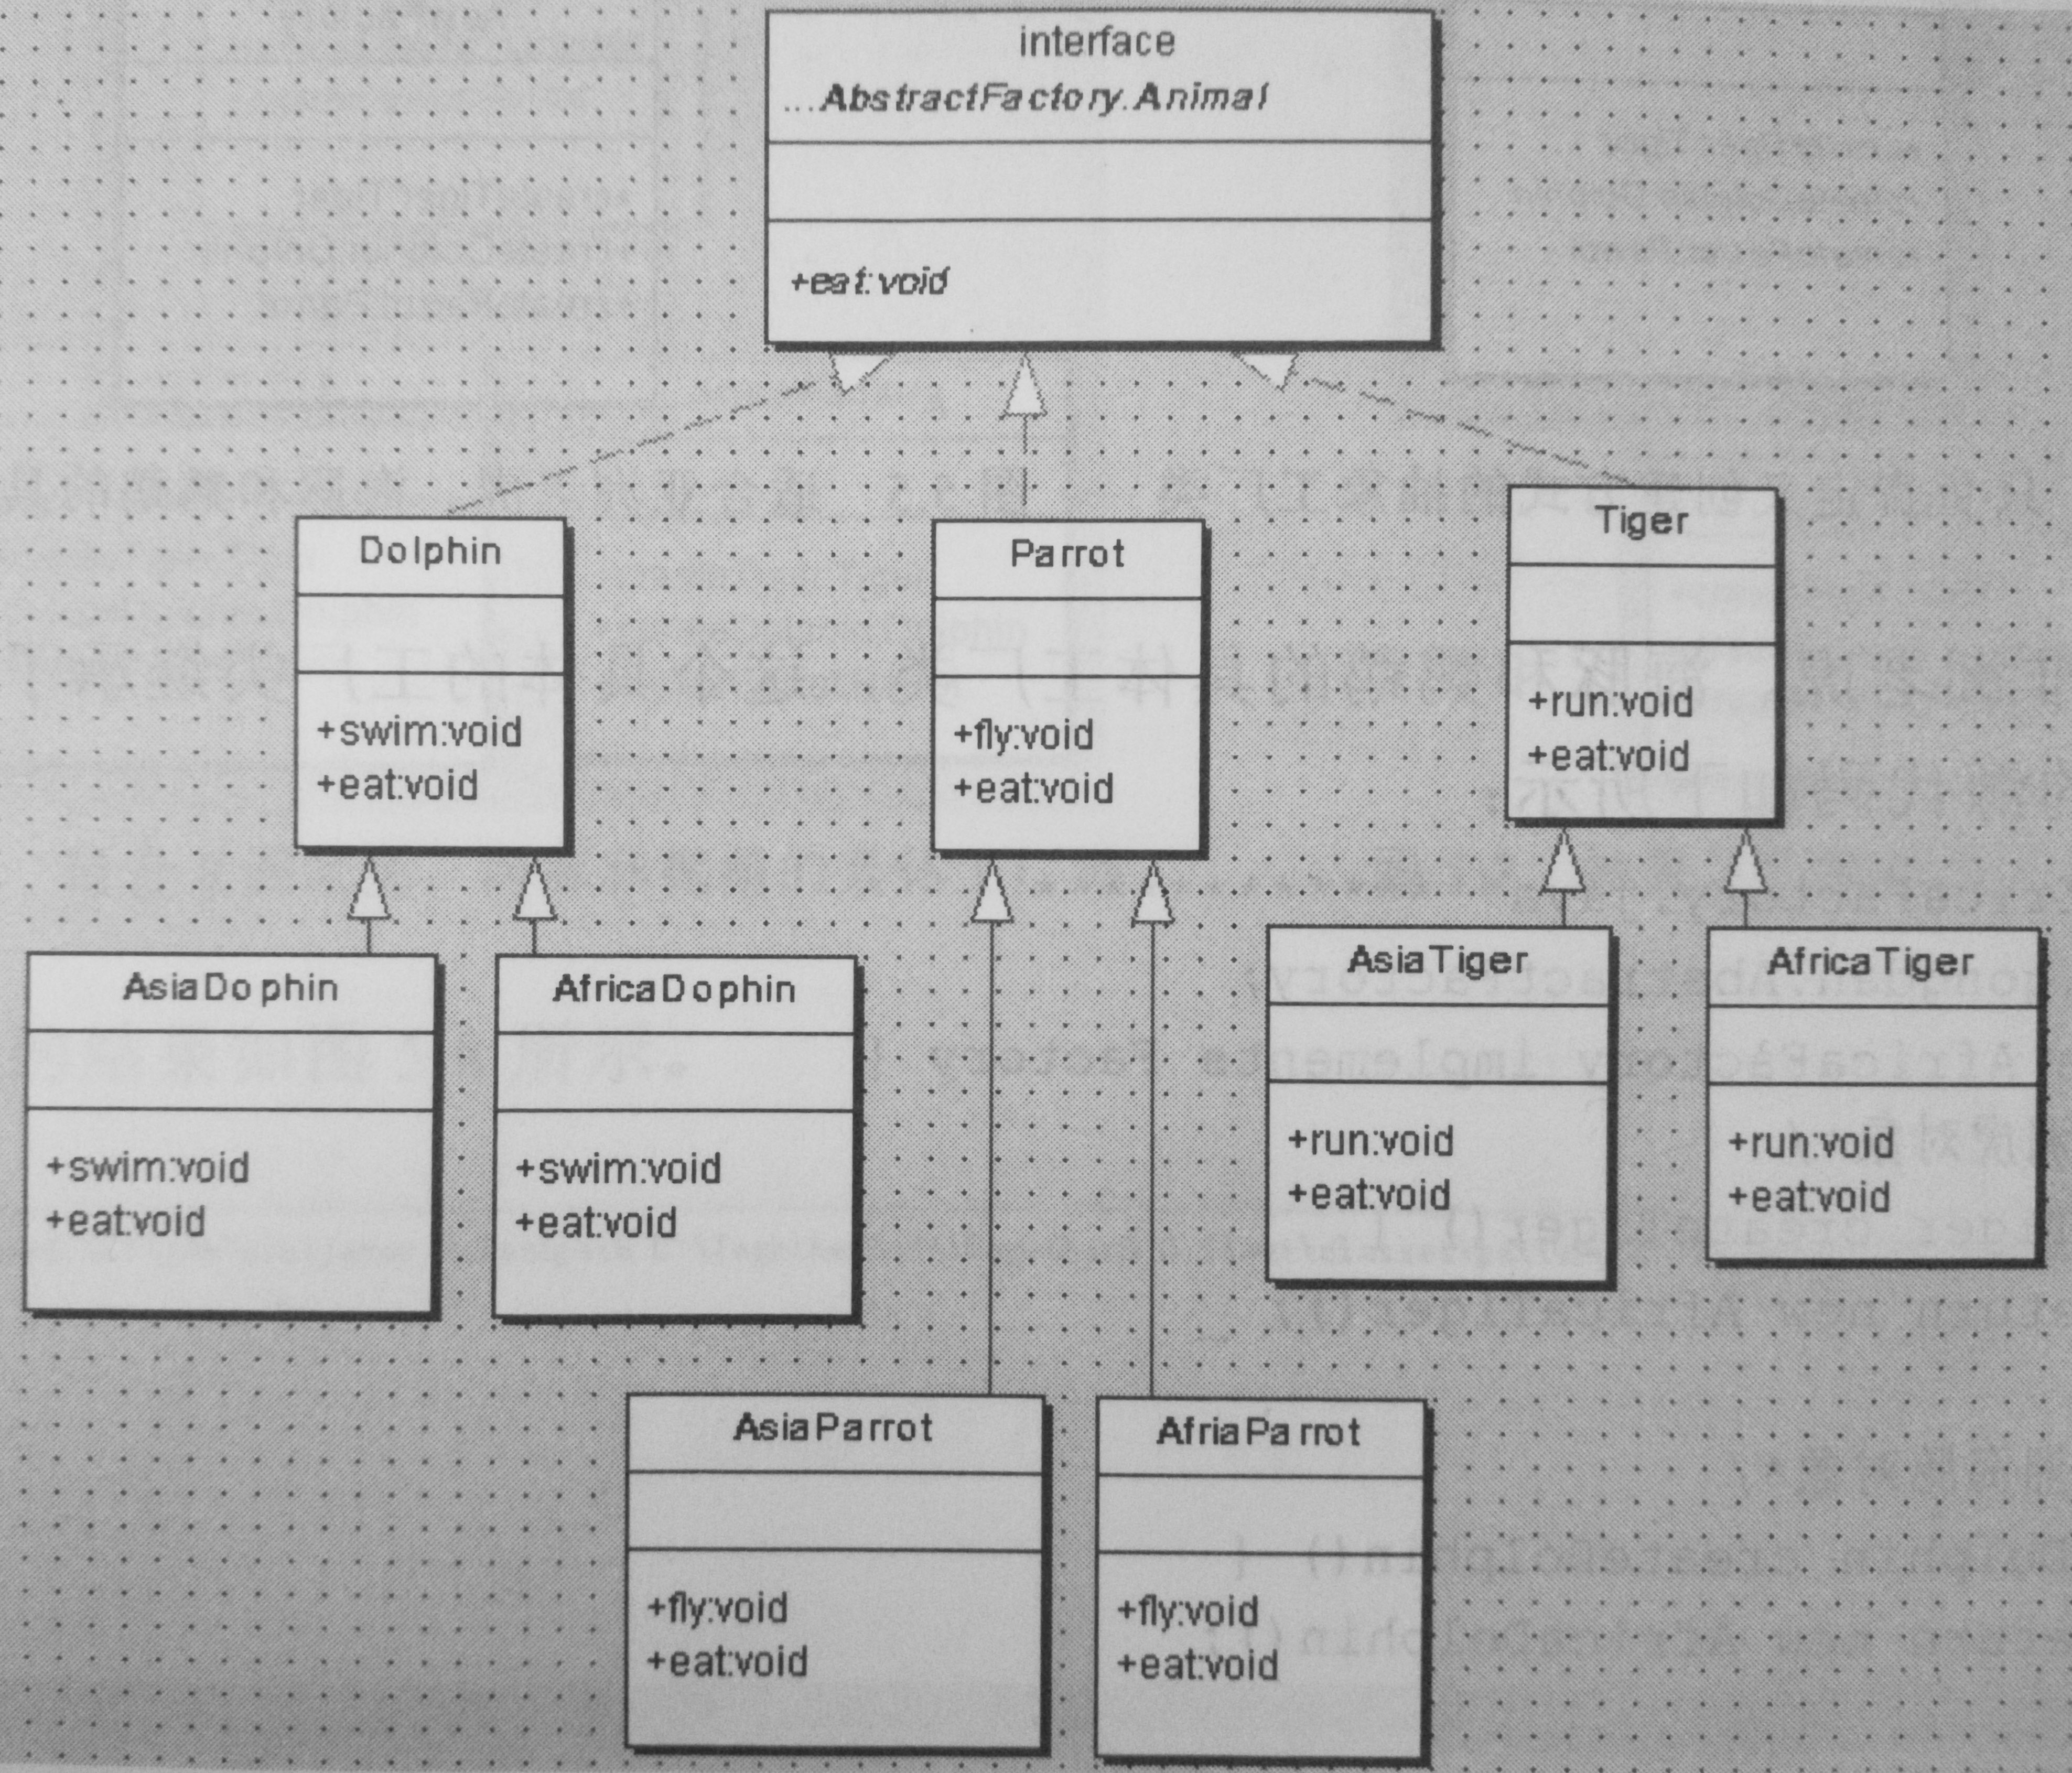 interface
...AbstractFactory.Animal
+eat:void
Dolphin
+swim:void
+eat:void
Parrot
+fly:void
+eat:void
Tiger
+run:void
+eat:void
AsiaDophin
+swim:void
+eat:void
AfricaDophin
+swim:void
+eat:void
AsiaTiger
+run:void
+eat:void
AfricaTiger
+run:void
+eat:void
AsiaParrot
+fly:void
+eat:void
AfriaParrot
+fly:void
+eat:void